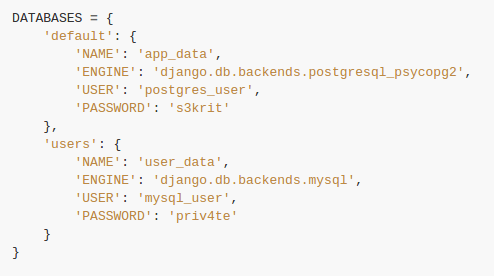 DATABASES = {
    'default': {
        'NAME': 'app_data',
        'ENGINE': 'django.db.backends.postgresql_psycopg2',
        'USER': 'postgres_user',
        'PASSWORD': 's3krit'
    },
    'users': {
        'NAME': 'user_data',
        'ENGINE': 'django.db.backends.mysql',
        'USER': 'mysql_user',
        'PASSWORD': 'priv4te'
    }
}